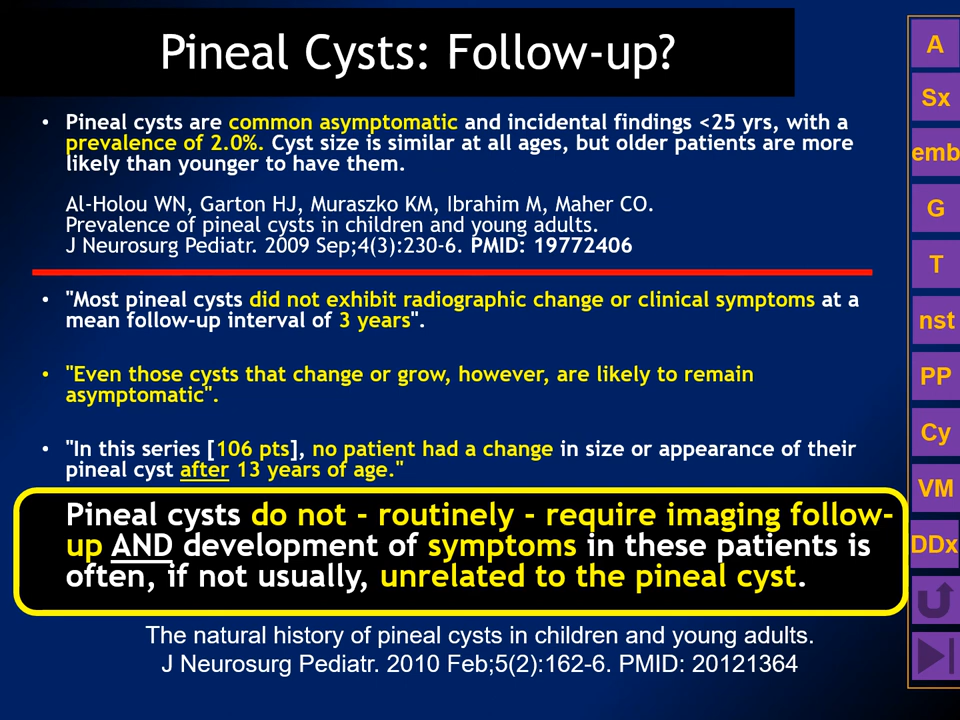 Pineal Cysts: Follow-up?
• Pineal cysts are common asymptomatic and incidental findings <25 yrs, with a
prevalence of 2.0%. Cyst size is similar at all ages, but older patients are more
likely than younger to have them.
Al-Holou WN, Garton HJ, Muraszko KM, Ibrahim M, Maher CO.
Prevalence of pineal cysts in children and young adults.
J Neurosurg Pediatr. 2009 Sep;4(3):230-6. PMID: 19772406
• "Most pineal cysts did not exhibit radiographic change or clinical symptoms at a
mean follow-up interval of 3 years".
• "Even those cysts that change or grow, however, are likely to remain
asymptomatic".
• "In this series [106 pts], no patient had a change in size or appearance of their
pineal cyst after 13 years of age."
Pineal cysts do not - routinely - require imaging follow-
up AND development of symptoms in these patients is
often, if not usually, unrelated to the pineal cyst.
The natural history of pineal cysts in children and young adults.
J Neurosurg Pediatr. 2010 Feb;5(2):162-6. PMID: 20121364
A
Sx
emb
G
T
nst
PP
Cy
VM
DDx